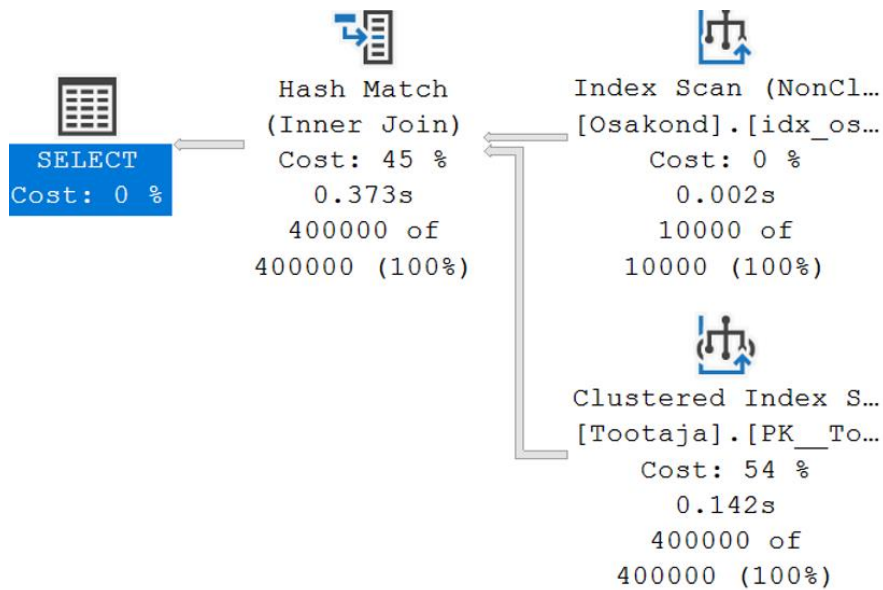 SELECT
Cost: 0 %
Hash Match
(Inner Join)
Cost: 45 %
0.373s
400000 of
400000 (100%)
Index Scan (NonCl…
[Osakond].[idx_os…
Cost: 0 %
0.002s
10000 of
10000 (100%)
Clustered Index S…
[Tootaja].[PK__To…
Cost: 54 %
0.142s
400000 of
400000 (100%)